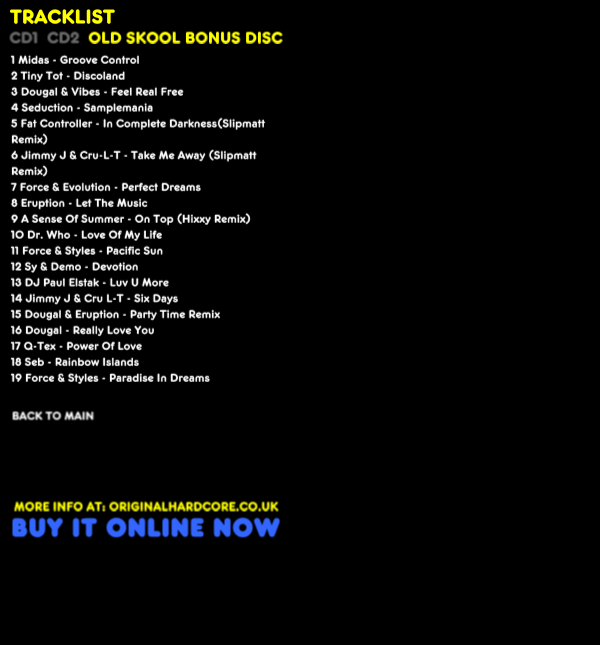 TRACKLIST
CD1 CD2 OLD SKOOL BONUS DISC
1 Midas - Groove Control
2 Tiny Tot - Discoland
3 Dougal & Vibes - Feel Real Free
4 Seduction - Samplemania
5 Fat Controller - In Complete Darkness(Slipmatt
Remix)
6 Jimmy J & Cru-L-T - Take Me Away (Slipmatt
Remix)
7 Force & Evolution - Perfect Dreams
8 Eruption - Let The Music
9 A Sense Of Summer - On Top (Hixxy Remix)
10 Dr. Who - Love Of My Life
11 Force & Styles - Pacific Sun
12 Sy & Demo - Devotion
13 DJ Paul Elstak - Luv U More
14 Jimmy J & Cru L-T - Six Days
15 Dougal & Eruption - Party Time Remix
16 Dougal - Really Love You
17 Q-Tex - Power Of Love
18 Seb - Rainbow Islands
19 Force & Styles - Paradise In Dreams
BACK TO MAIN
MORE INFO AT: ORIGINALHARDCORE.CO.UK
BUY IT ONLINE NOW